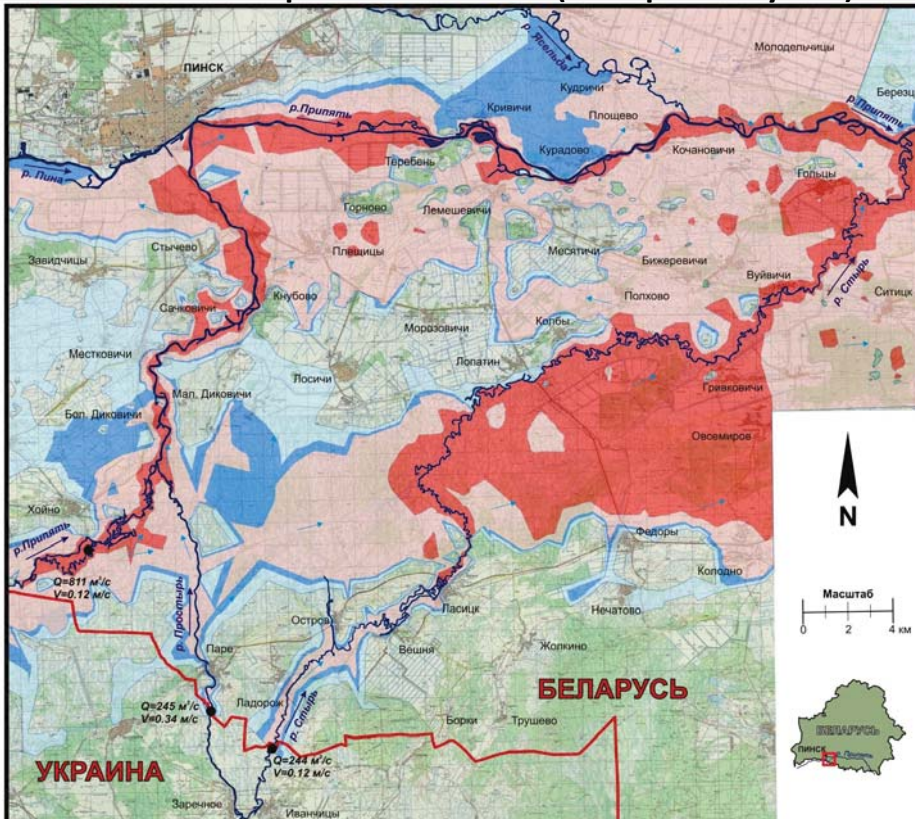 р. Ясельда
Молодельчицы
ПИНСК
Кудричи
Кривичи
Площево
р.Припять
р.Припять
Курадово
Кочановичи
р. Пина
Теребень
Гольцы
Горново
Лемешевичи
Стычево
Завидчицы
Плещицы
Месятичи
Бижеревичи
Вуйвичи
р. Стырь
Ситицк
Сачковичи
Кнубово
Полхово
Морозовичи
Колбы
Местковичи
Лопатин
Лосичи
Мал. Диковичи
Гривковичи
Бол. Диковичи
Овсемиров
N
Хойно
р.Припять
Федоры
Колодно
Q=811 м³/с
V=0.12 м/с
Масштаб
0 2 4 км
Ласицк
Нечатово
Остров
р. Простырь
Вешня
Жолкино
Паре
БЕЛАРУСЬ
Ладорож
р. Стырь
Q=245 м³/с
V=0.34 м/с
Борки
Трушево
БЕЛАРУСЬ
ПИНСК
УКРАИНА
Q=244 м³/с
V=0.12 м/с
Заречное
Иванчицы